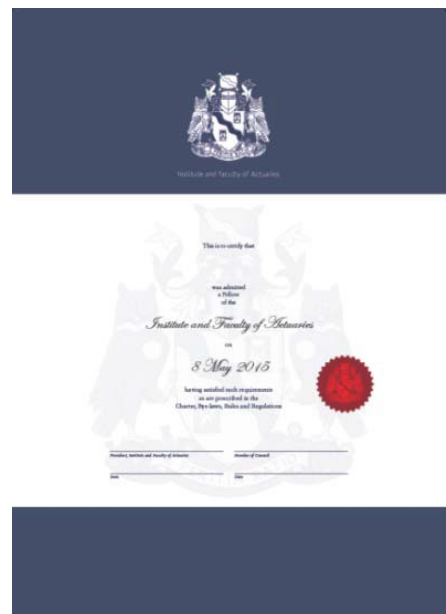 Institute and Faculty of Actuaries
This is to certify that
was admitted
a Fellow
of the
Institute and Faculty of Actuaries
on
8 May 2015
having satisfied such requirements
as are prescribed in the
Charter, Bye-laws, Rules and Regulations
President, Institute and Faculty of Actuaries
Member of Council
Date
Date